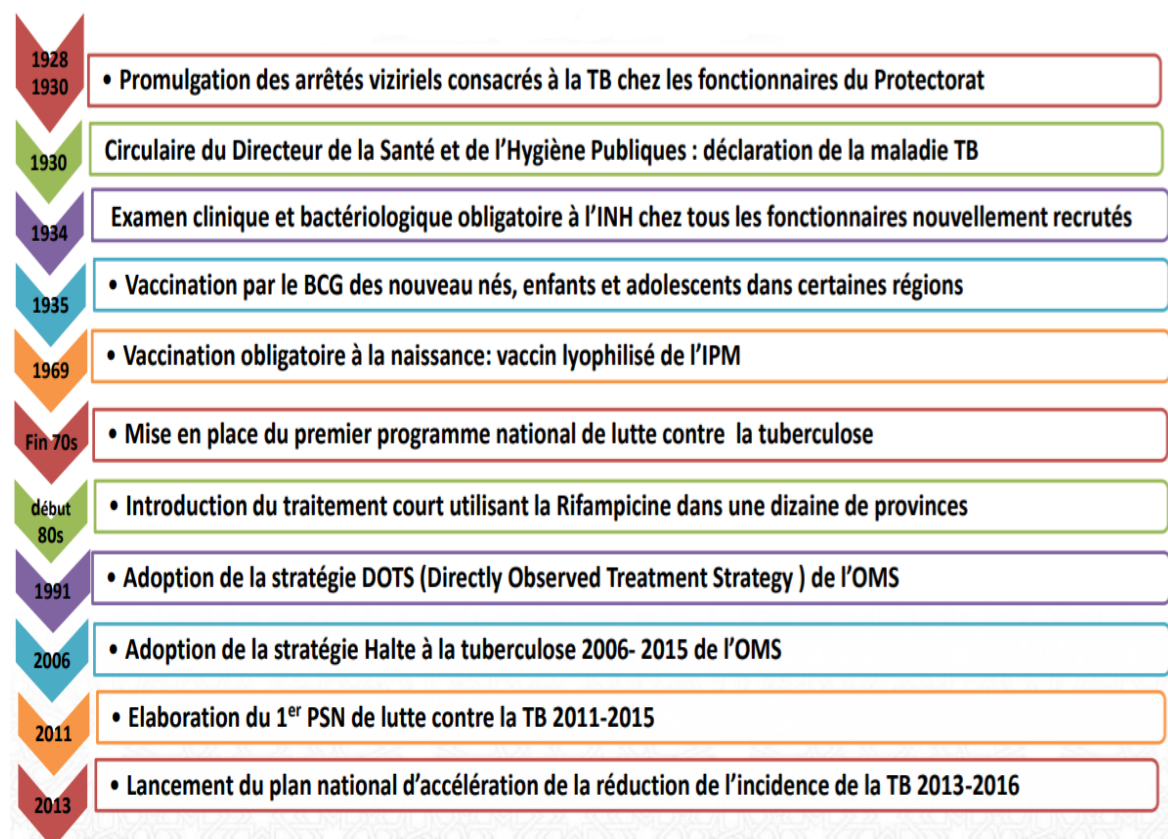 1928
1930
• Promulgation des arrêtés viziriels consacrés à la TB chez les fonctionnaires du Protectorat
1930
Circulaire du Directeur de la Santé et de l'Hygiène Publiques : déclaration de la maladie TB
1934
Examen clinique et bactériologique obligatoire à l'INH chez tous les fonctionnaires nouvellement recrutés
1935
• Vaccination par le BCG des nouveau nés, enfants et adolescents dans certaines régions
1969
• Vaccination obligatoire à la naissance: vaccin lyophilisé de l'IPM
Fin 70s
• Mise en place du premier programme national de lutte contre la tuberculose
début
80s
• Introduction du traitement court utilisant la Rifampicine dans une dizaine de provinces
1991
• Adoption de la stratégie DOTS (Directly Observed Treatment Strategy ) de l'OMS
2006
• Adoption de la stratégie Halte à la tuberculose 2006- 2015 de l'OMS
2011
• Elaboration du 1er PSN de lutte contre la TB 2011-2015
2013
• Lancement du plan national d'accélération de la réduction de l'incidence de la TB 2013-2016